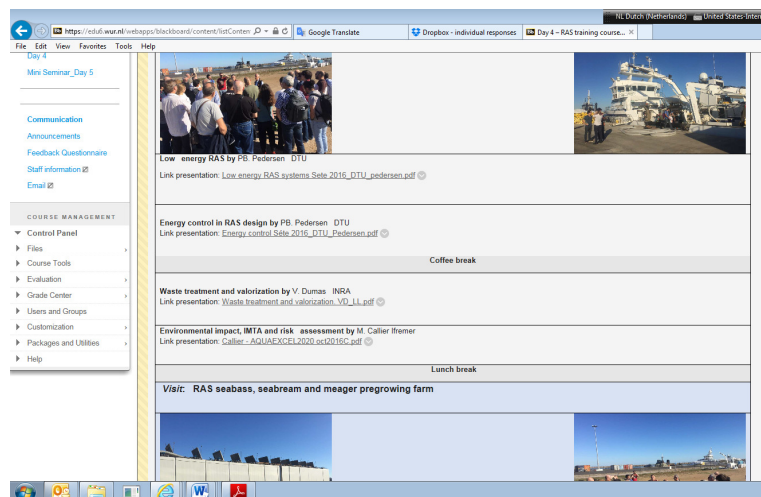 NL Dutch (Netherlands) United States-Inter
https://edu6.wur.nl/webapps/blackboard/content/listConten
Google Translate
Dropbox - individual responses
Day 4 – RAS training course...
File Edit View Favorites Tools Help
Day 4
Mini Seminar_Day 5
Communication
Announcements
Feedback Questionnaire
Staff information
Email
COURSE MANAGEMENT
Control Panel
Files
Course Tools
Evaluation
Grade Center
Users and Groups
Customization
Packages and Utilities
Help
Low energy RAS by PB. Pedersen DTU
Link presentation: Low energy RAS systems Sete 2016_DTU_pedersen.pdf
Energy control in RAS design by PB. Pedersen DTU
Link presentation: Energy control Séte 2016_DTU_Pedersen.pdf
Coffee break
Waste treatment and valorization by V. Dumas INRA
Link presentation: Waste treatment and valorization. VD_LL.pdf
Environmental impact, IMTA and risk assessment by M. Callier Ifremer
Link presentation: Callier - AQUAEXCEL2020 oct2016C.pdf
Lunch break
Visit: RAS seabass, seabream and meager pregrowing farm